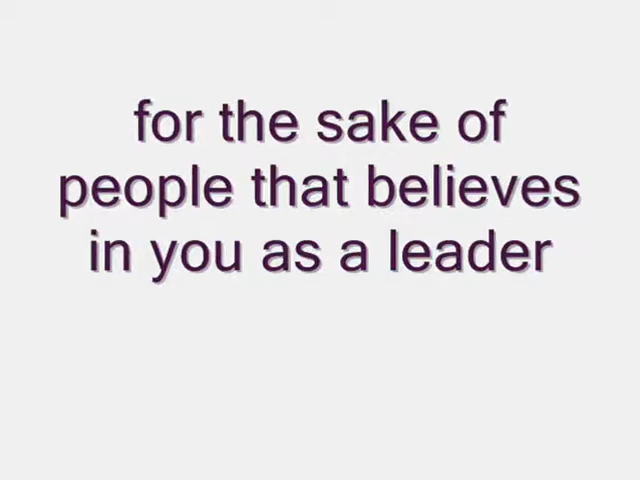 for the sake of
people that believes
in you as a leader